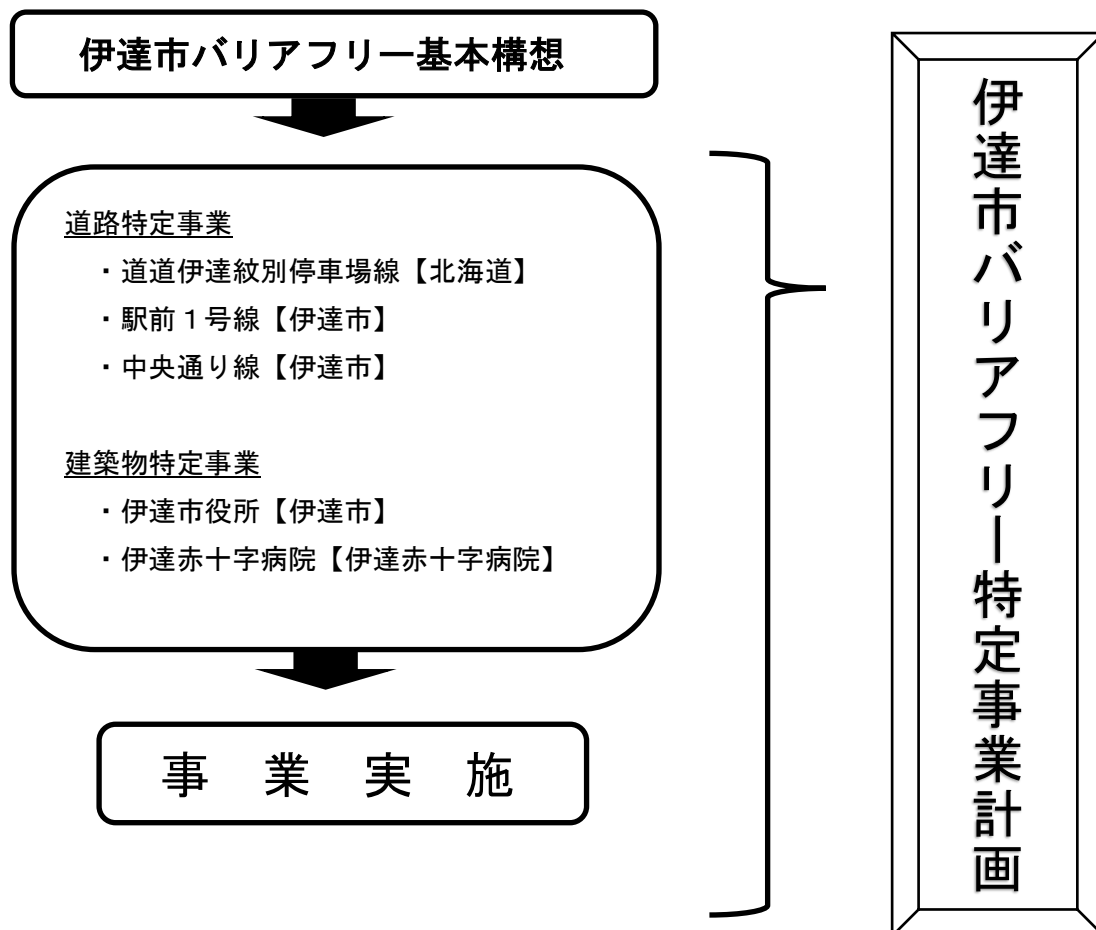 伊達市バリアフリー基本構想
道路特定事業
・道道伊達紋別停車場線【北海道】
・駅前１号線【伊達市】
・中央通り線【伊達市】
建築物特定事業
・伊達市役所【伊達市】
・伊達赤十字病院【伊達赤十字病院】
事　業　実　施
伊達市バリアフリー特定事業計画